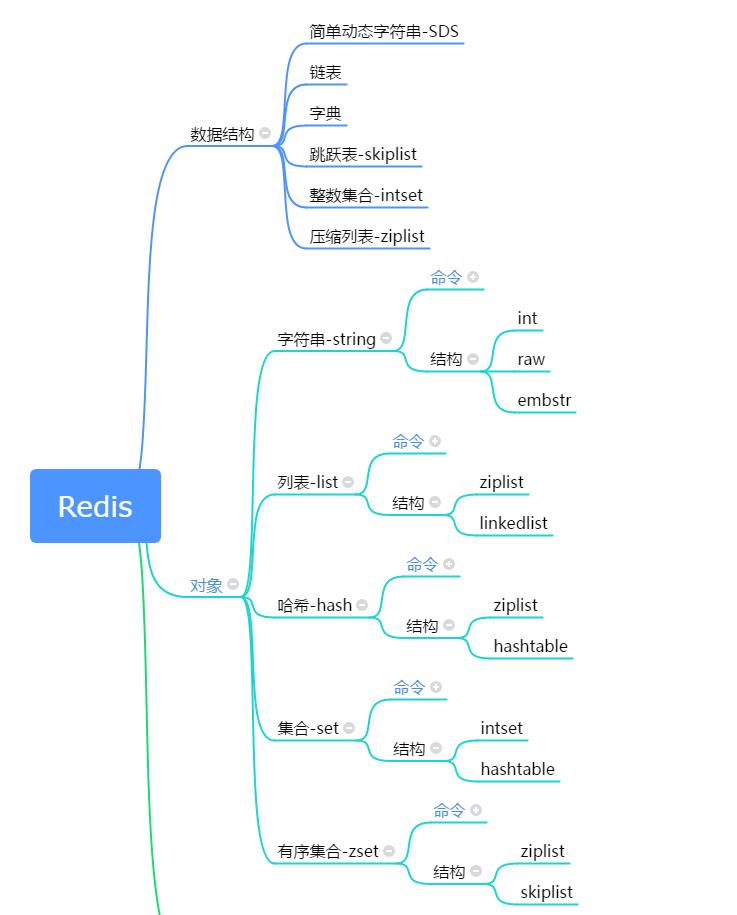 Redis
数据结构
简单动态字符串-SDS
链表
字典
跳跃表-skiplist
整数集合-intset
压缩列表-ziplist
对象
字符串-string
命令
结构
int
raw
embstr
列表-list
命令
结构
ziplist
linkedlist
哈希-hash
命令
结构
ziplist
hashtable
集合-set
命令
结构
intset
hashtable
有序集合-zset
命令
结构
ziplist
skiplist